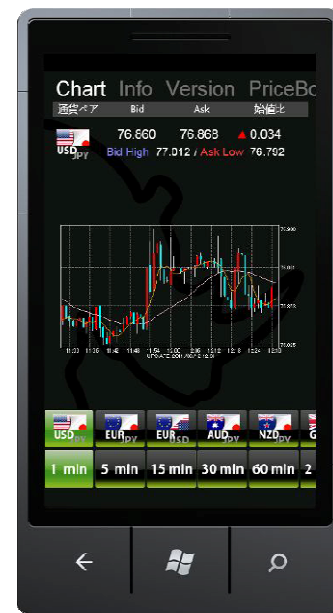 Chart Info Version PriceBo
通貨ペア Bid Ask 始値比
USD JPY 76.860 76.868 ▲ 0.034
Bid High 77.012 / Ask Low 76.792
USD JPY EUR JPY EUR USD AUD JPY NZD JPY G
1 min 5 min 15 min 30 min 60 min 2